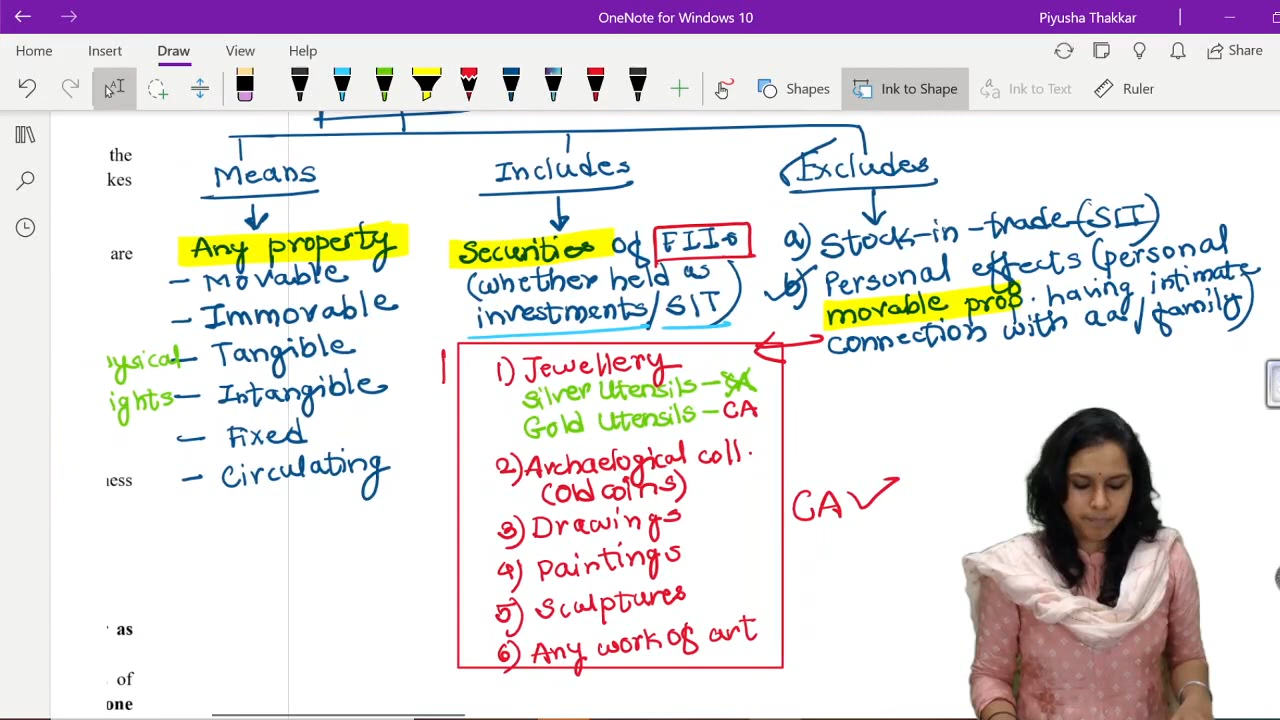 OneNote for Windows 10
Piyusha Thakkar
Home Insert Draw View Help
Share
Shapes
Ink to Shape
Ink to Text
Ruler
the
kes
are
ness
r as
of
one
Means
Any property
- Movable
- Immovable
- Tangible
- Intangible
- Fixed
- Circulating
ysical
ights
Includes
Securities of FIIs
(whether held as
investments/SIT)
1) Jewellery
Silver Utensils -
Gold Utensils - CA
2) Archaelogical coll.
(old coins)
3) Drawings
4) Paintings
5) Sculptures
6) Any work of art
CA✓
Excludes
a) Stock-in-trade-(SIT)
b) Personal effects (personal
movable prop. having intimate
connection with aa/family)